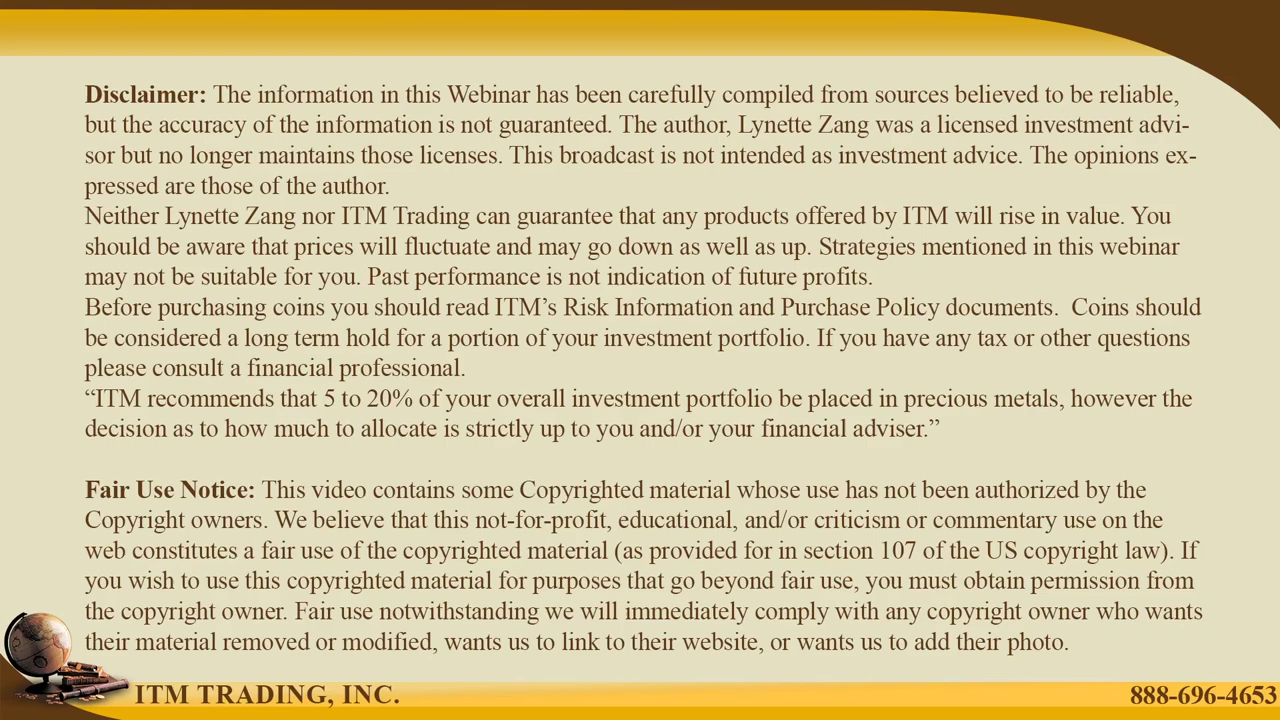 Disclaimer: The information in this Webinar has been carefully compiled from sources believed to be reliable,
but the accuracy of the information is not guaranteed. The author, Lynette Zang was a licensed investment advi-
sor but no longer maintains those licenses. This broadcast is not intended as investment advice. The opinions ex-
pressed are those of the author.
Neither Lynette Zang nor ITM Trading can guarantee that any products offered by ITM will rise in value. You
should be aware that prices will fluctuate and may go down as well as up. Strategies mentioned in this webinar
may not be suitable for you. Past performance is not indication of future profits.
Before purchasing coins you should read ITM’s Risk Information and Purchase Policy documents.  Coins should
be considered a long term hold for a portion of your investment portfolio. If you have any tax or other questions
please consult a financial professional.
“ITM recommends that 5 to 20% of your overall investment portfolio be placed in precious metals, however the
decision as to how much to allocate is strictly up to you and/or your financial adviser.”
Fair Use Notice: This video contains some Copyrighted material whose use has not been authorized by the
Copyright owners. We believe that this not-for-profit, educational, and/or criticism or commentary use on the
web constitutes a fair use of the copyrighted material (as provided for in section 107 of the US copyright law). If
you wish to use this copyrighted material for purposes that go beyond fair use, you must obtain permission from
the copyright owner. Fair use notwithstanding we will immediately comply with any copyright owner who wants
their material removed or modified, wants us to link to their website, or wants us to add their photo.
ITM TRADING, INC.
888-696-4653